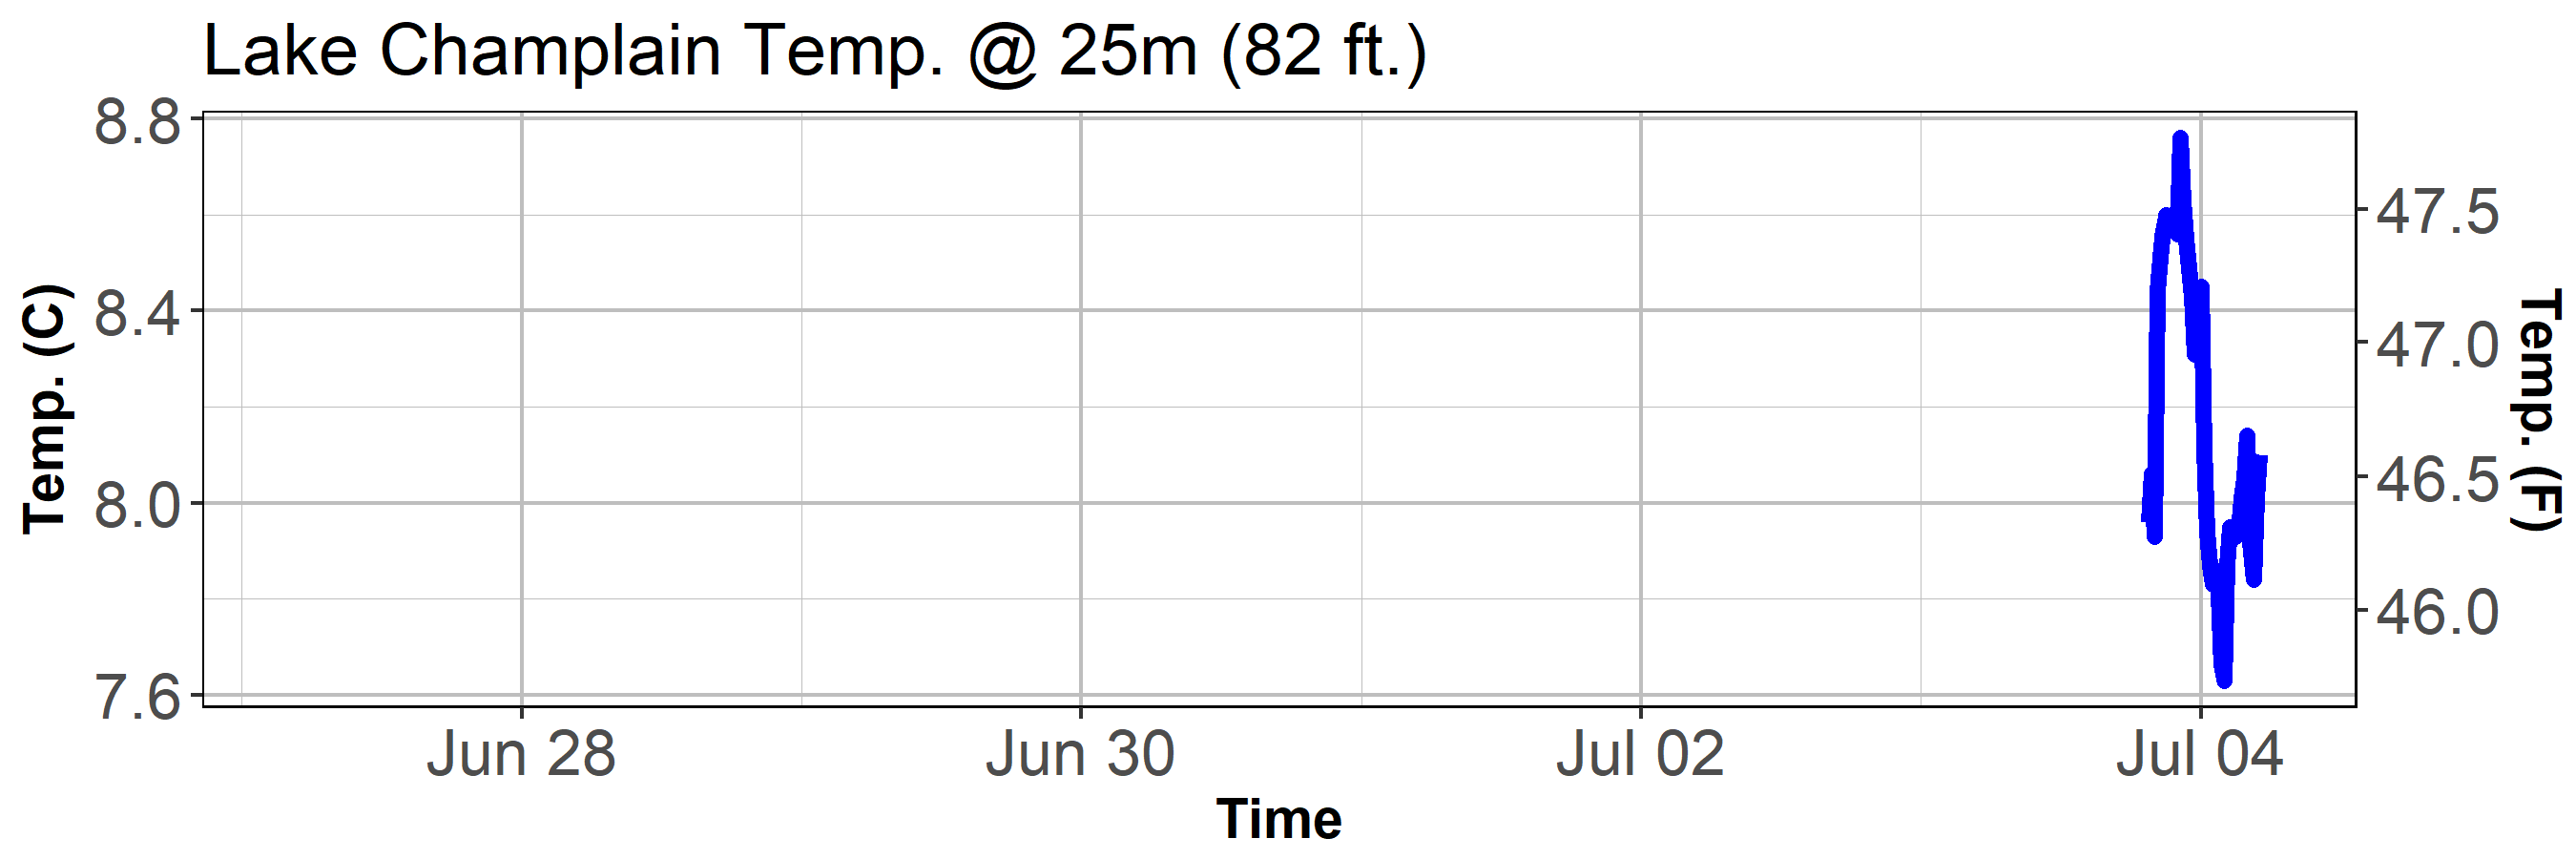 Lake Champlain Temp. @ 25m (82 ft.)
8.8
8.4
8.0
7.6
Temp. (C)
47.5
47.0
46.5
46.0
Temp. (F)
Jun 28 Jun 30 Jul 02 Jul 04
Time